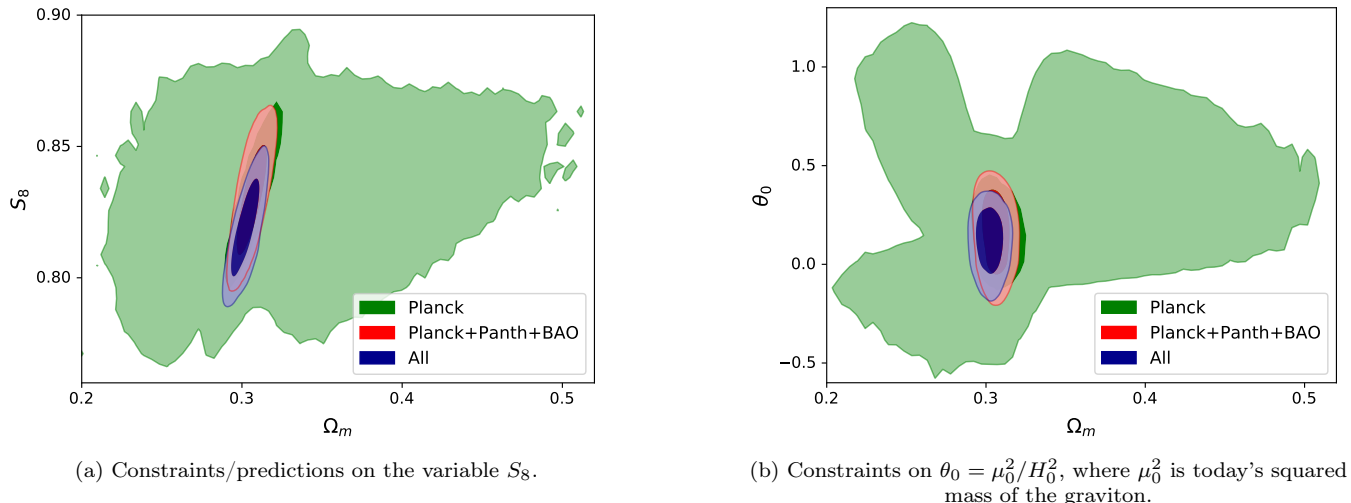 0.90
0.85
0.80
S₈
0.2
0.3
0.4
0.5
Ωₘ
Planck
Planck+Panth+BAO
All
(a) Constraints/predictions on the variable S₈.
1.0
0.5
0.0
−0.5
θ₀
0.2
0.3
0.4
0.5
Ωₘ
Planck
Planck+Panth+BAO
All
(b) Constraints on θ₀ = μ₀²/H₀², where μ₀² is today's squared
mass of the graviton.